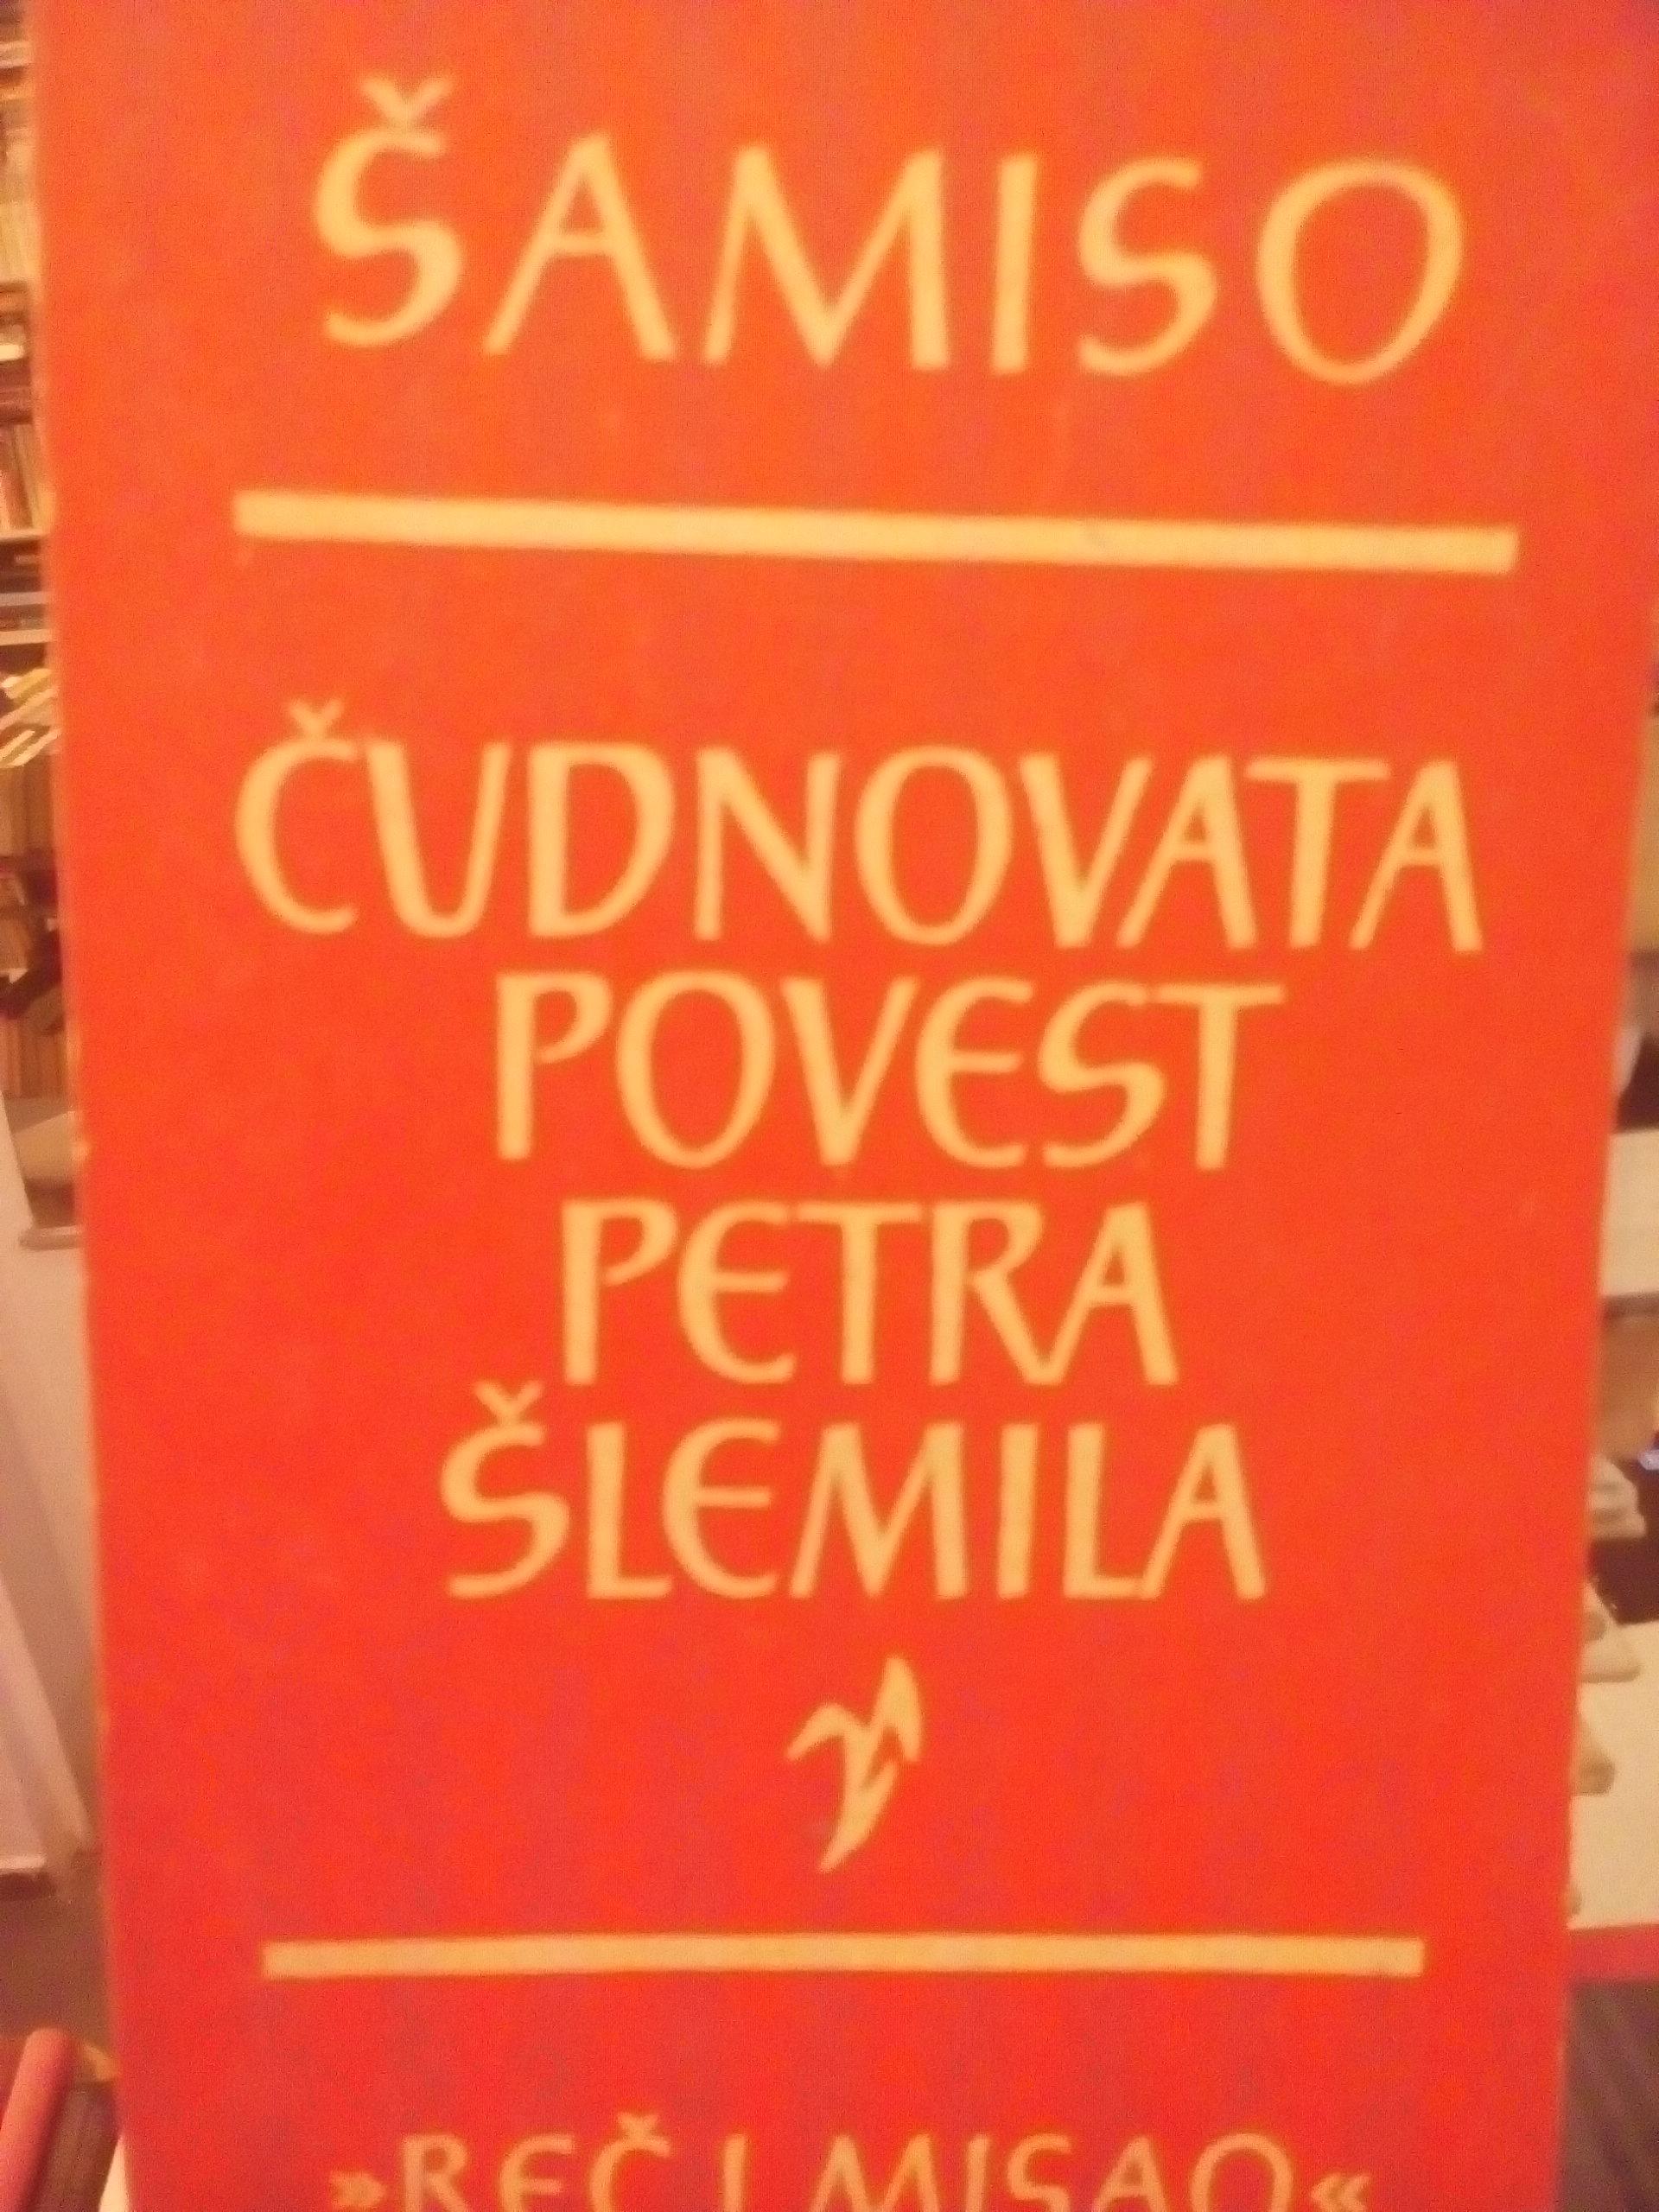 ŠAMISO
ČUDNOVATA
POVEST
PETRA
ŠLEMILA
»REČ I MISAO«